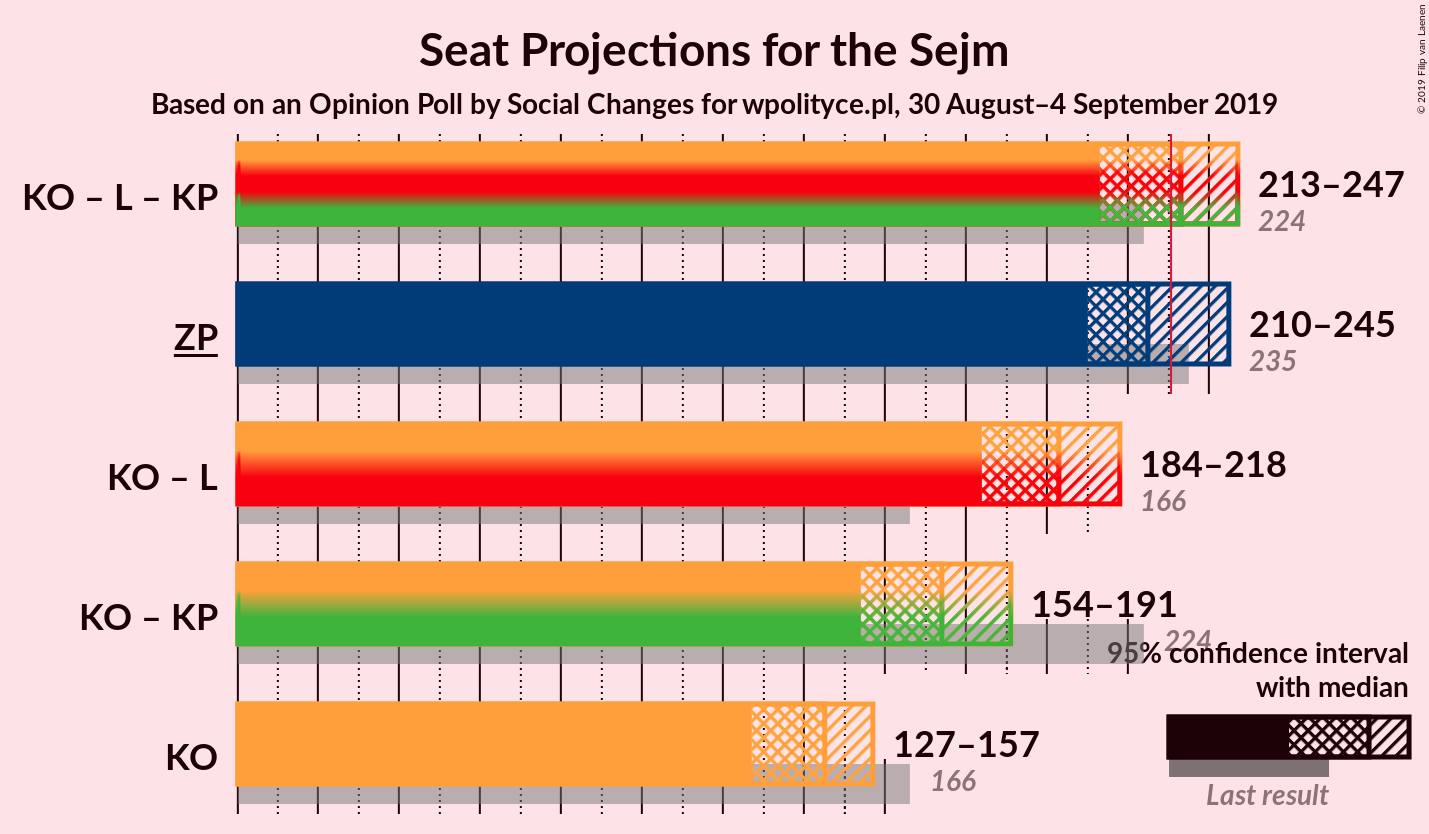 Seat Projections for the Sejm
Based on an Opinion Poll by Social Changes for wpolityce.pl, 30 August–4 September 2019
© 2019 Filip van Laenen
KO – L – KP
213–247
224
ZP
210–245
235
KO – L
184–218
166
KO – KP
154–191
224
KO
127–157
166
95% confidence interval
with median
Last result